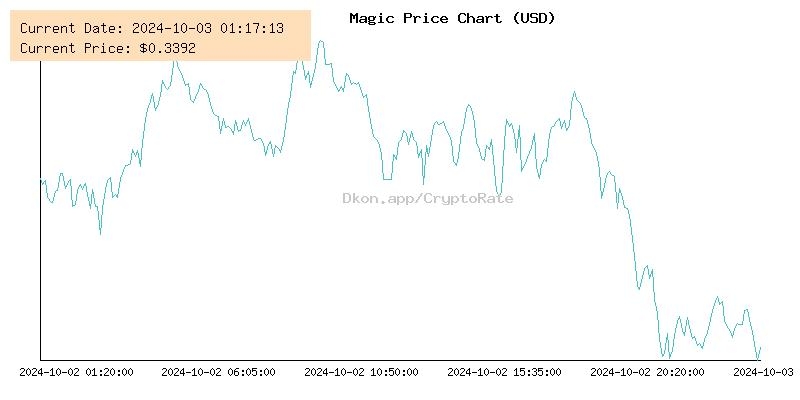 Magic Price Chart (USD)
Current Date: 2024-10-03 01:17:13
Current Price: $0.3392
Dkon.app/CryptoRate
2024-10-02 01:20:00 2024-10-02 06:05:00 2024-10-02 10:50:00 2024-10-02 15:35:00 2024-10-02 20:20:00 2024-10-03